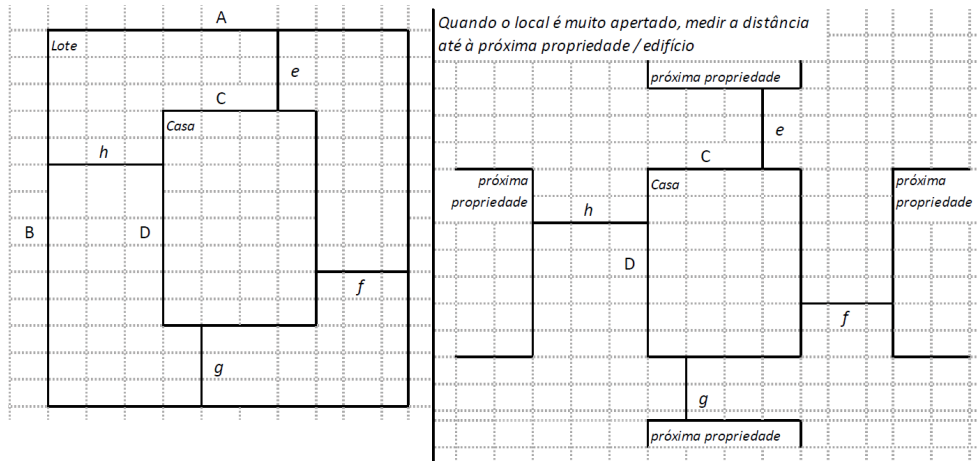 A
Lote
e
C
Casa
h
B
D
f
g
Quando o local é muito apertado, medir a distância
até à próxima propriedade / edifício
próxima propriedade
e
C
próxima
propriedade
Casa
próxima
propriedade
h
D
f
g
próxima propriedade